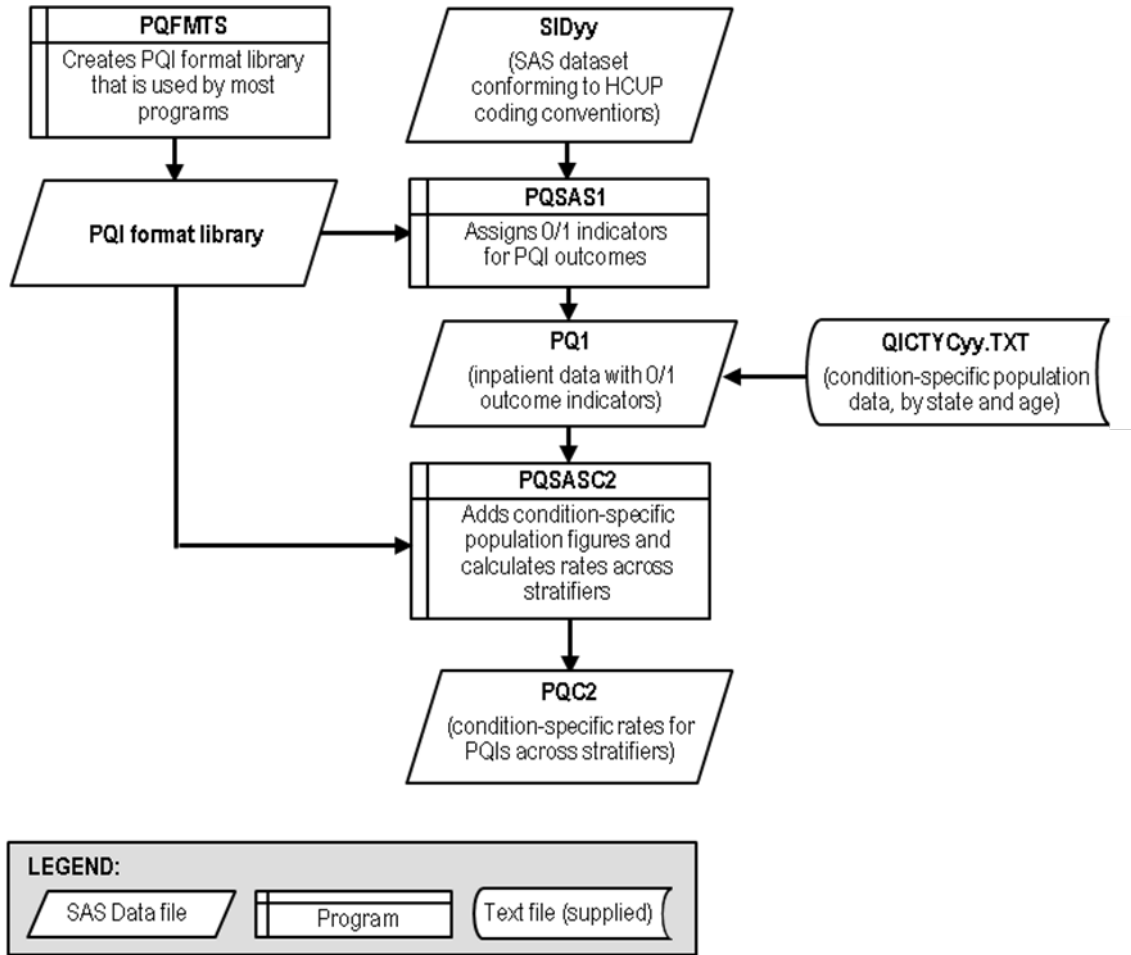 PQFMTS
Creates PQI format library
that is used by most
programs
SIDyy
(SAS dataset
conforming to HCUP
coding conventions)
PQI format library
PQSAS1
Assigns 0/1 indicators
for PQI outcomes
PQ1
(inpatient data with 0/1
outcome indicators)
QICTYCyy.TXT
(condition-specific population
data, by state and age)
PQSASC2
Adds condition-specific
population figures and
calculates rates across
stratifiers
PQC2
(condition-specific rates for
PQIs across stratifiers)
LEGEND:
SAS Data file
Program
Text file (supplied)